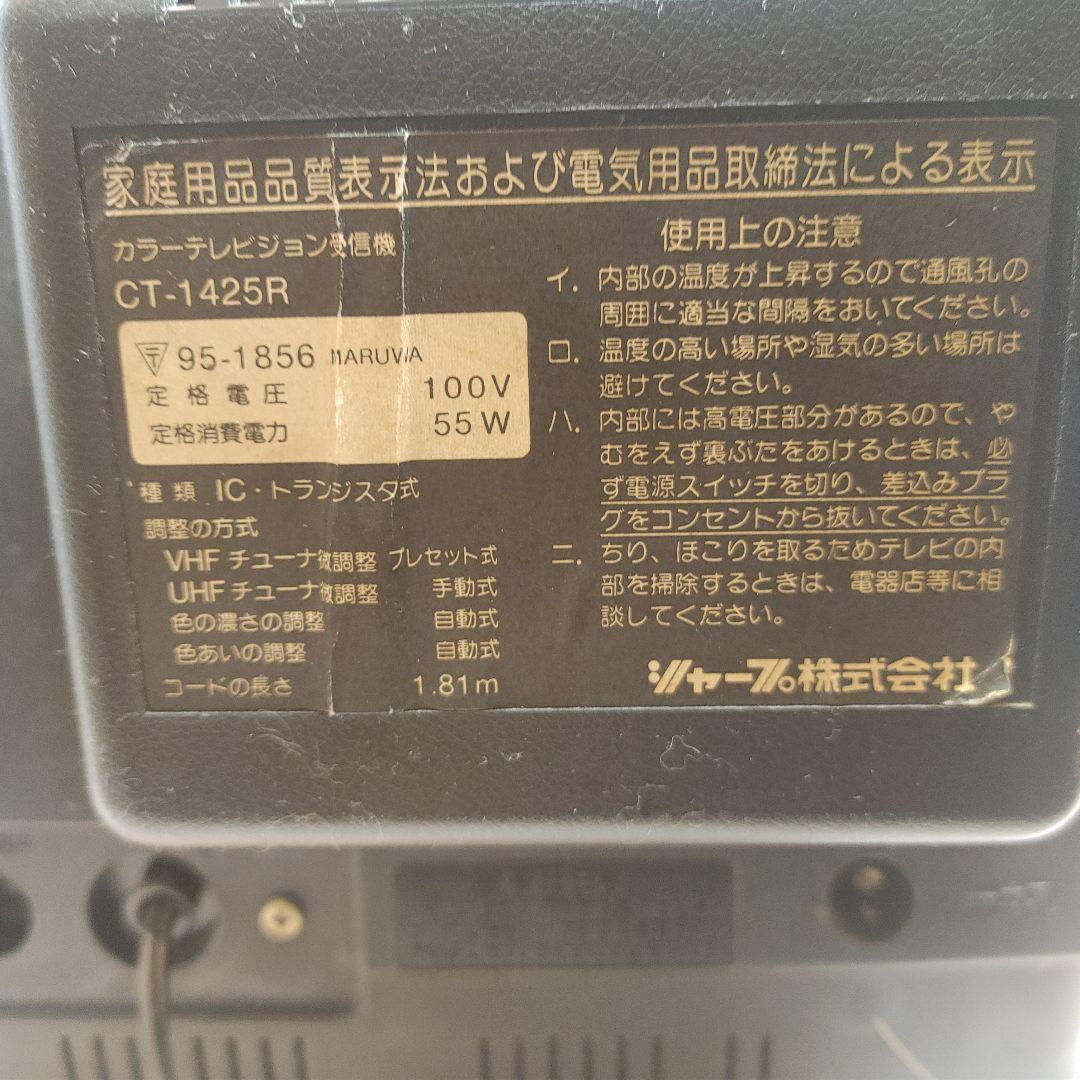 家庭用品品質表示法および電気用品取締法による表示
カラーテレビジョン受信機
CT-1425R
〒 95-1856 MARUWA
定格電圧 100V
定格消費電力 55W
種類 IC・トランジスタ式
調整の方式
VHF チューナ微調整 プレセット式
UHF チューナ微調整 手動式
色の濃さの調整 自動式
色あいの調整 自動式
コードの長さ 1.81m
使用上の注意
イ. 内部の温度が上昇するので通風孔の
周囲に適当な間隔をおいてください。
ロ. 温度の高い場所や湿気の多い場所は
避けてください。
ハ. 内部には高電圧部分があるので、や
むをえず裏ぶたをあけるときは、必
ず電源スイッチを切り、差込みプラ
グをコンセントから抜いてください。
ニ. ちり、ほこりを取るためテレビの内
部を掃除するときは、電器店等に相
談してください。
シャープ株式会社